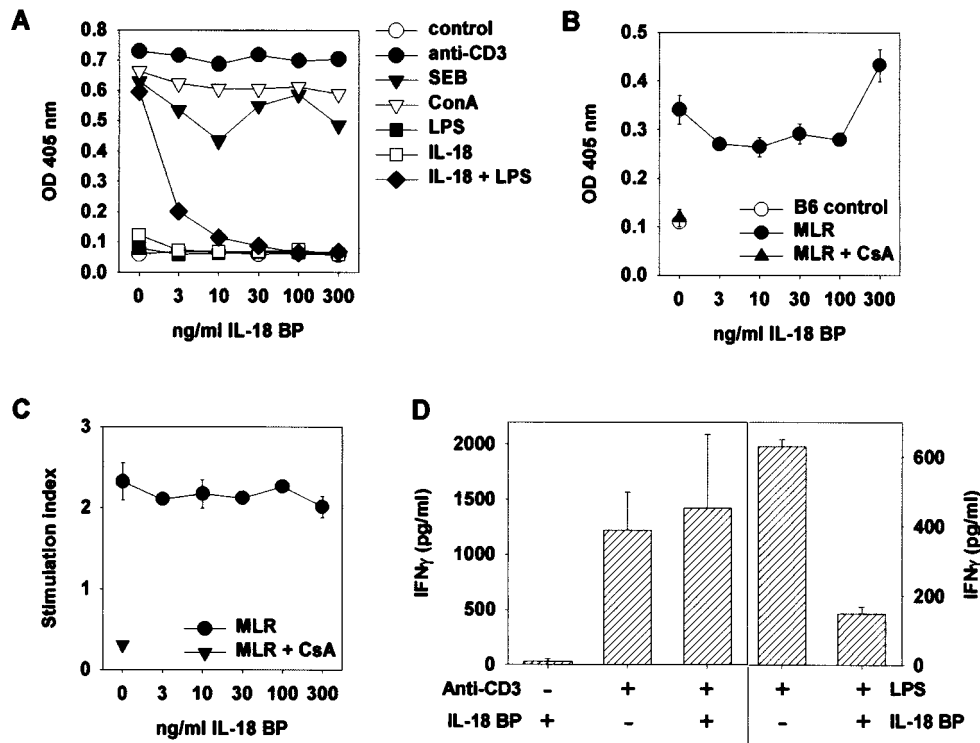 A
OD 405 nm
0.8
0.7
0.6
0.5
0.4
0.3
0.2
0.1
0.0
0 3 10 30 100 300
ng/ml IL-18 BP
control
anti-CD3
SEB
ConA
LPS
IL-18
IL-18 + LPS
B
OD 405 nm
0.5
0.4
0.3
0.2
0.1
0.0
B6 control
MLR
MLR + CsA
0 3 10 30 100 300
ng/ml IL-18 BP
C
Stimulation index
3
2
1
0
MLR
MLR + CsA
0 3 10 30 100 300
ng/ml IL-18 BP
D
IFNγ (pg/ml)
2000
1500
1000
500
0
600
400
200
0
IFNγ (pg/ml)
Anti-CD3 - + + + + LPS
IL-18 BP + - + - + IL-18 BP